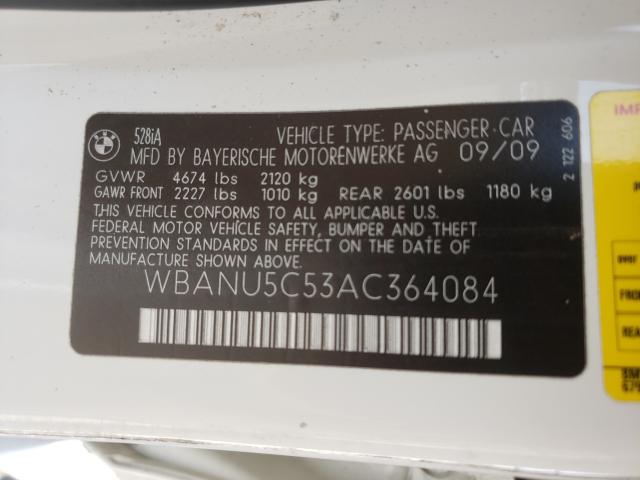 BMW
528iA VEHICLE TYPE: PASSENGER CAR
MFD BY BAYERISCHE MOTORENWERKE AG 09/09
GVWR 4674 lbs 2120 kg
GAWR FRONT 2227 lbs 1010 kg REAR 2601 lbs 1180 kg
THIS VEHICLE CONFORMS TO ALL APPLICABLE U.S.
FEDERAL MOTOR VEHICLE SAFETY, BUMPER AND THEFT
PREVENTION STANDARDS IN EFFECT ON THE DATE OF
MANUFACTURE SHOWN ABOVE.
WBANU5C53AC364084
2 122 606